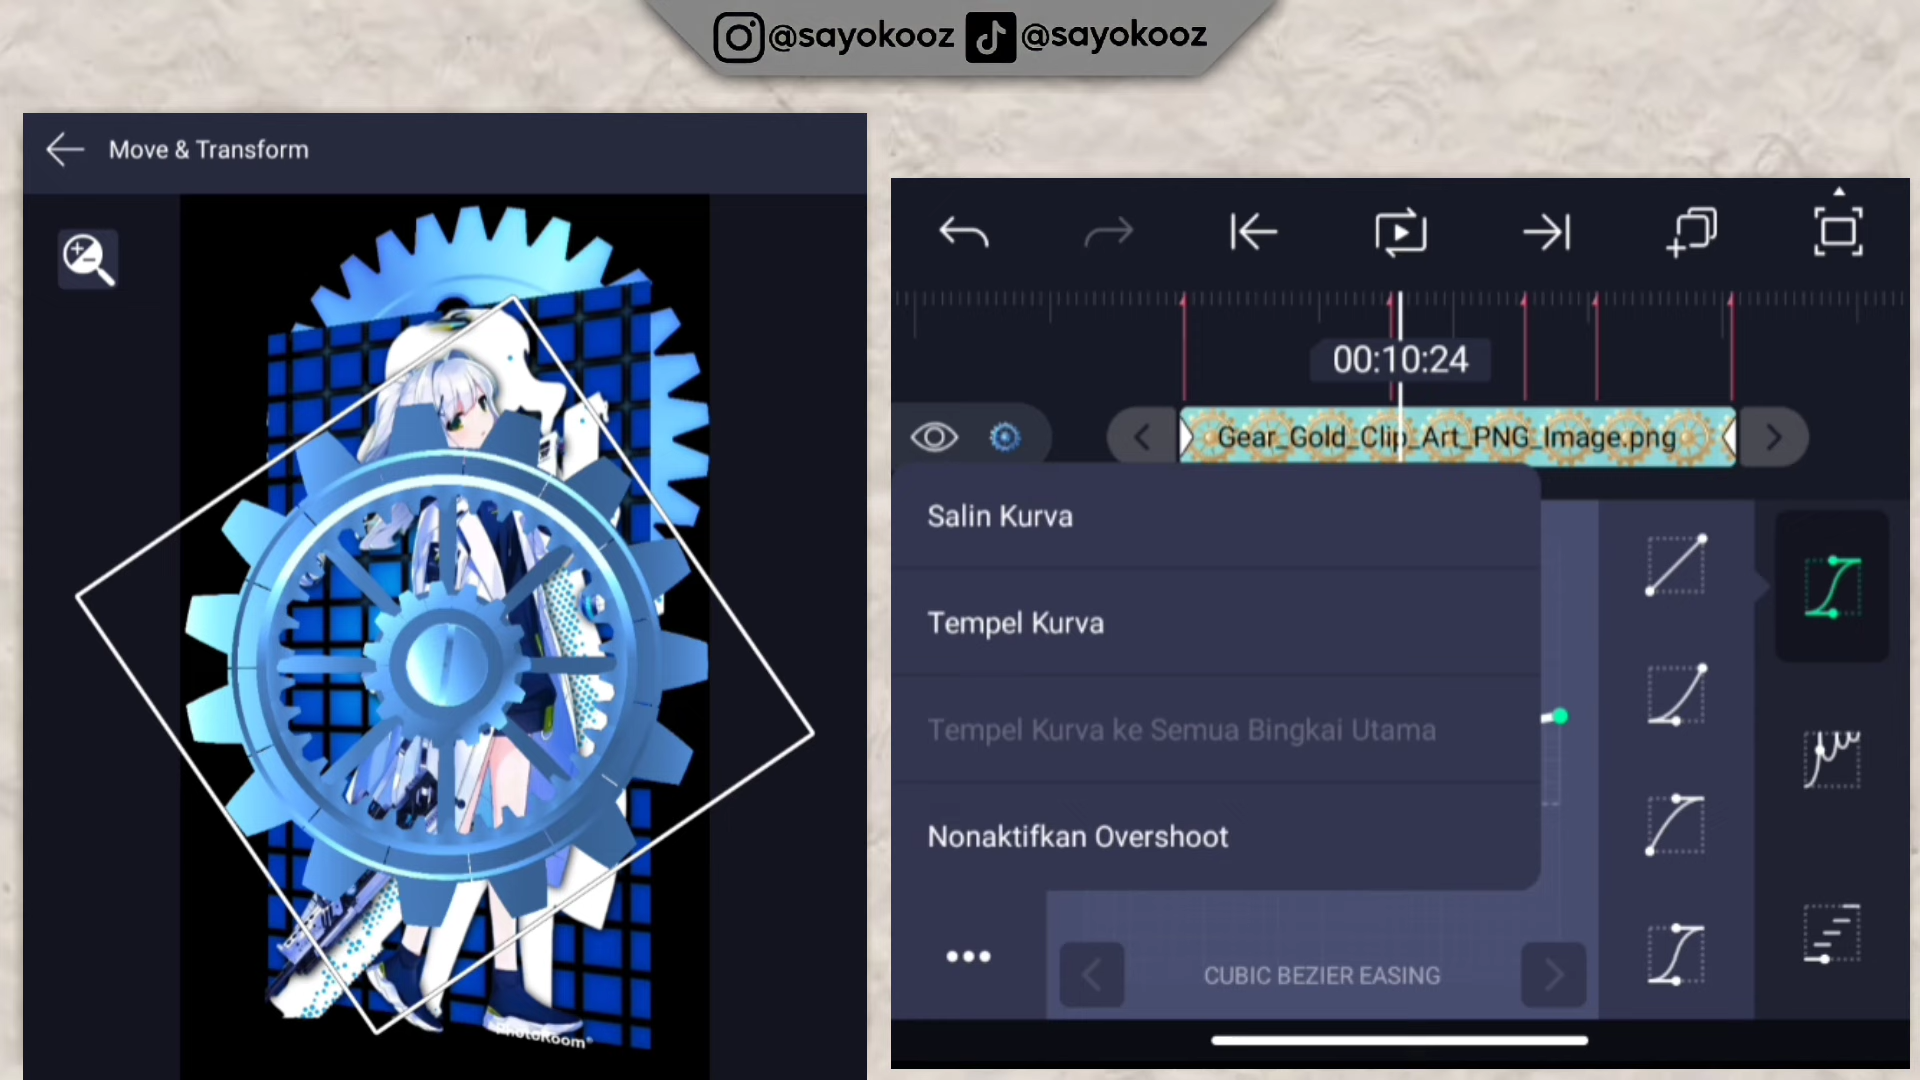 @sayokooz @sayokooz
Move & Transform
PhotoRoom®
00:10:24
Gear_Gold_Clip_Art_PNG_Image.png
Salin Kurva
Tempel Kurva
Tempel Kurva ke Semua Bingkai Utama
Nonaktifkan Overshoot
CUBIC BEZIER EASING